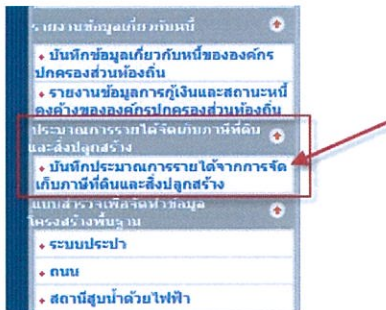 รายงานข้อมูลเกี่ยวกับหนี้
บันทึกข้อมูลเกี่ยวกับหนี้ขององค์กร
ปกครองส่วนท้องถิ่น
รายงานข้อมูลการกู้เงินและสถานะหนี้
คงค้างขององค์กรปกครองส่วนท้องถิ่น
ประมาณการรายได้จัดเก็บภาษีที่ดิน
และสิ่งปลูกสร้าง
บันทึกประมาณการรายได้จากการจัด
เก็บภาษีที่ดินและสิ่งปลูกสร้าง
แบบสำรวจเพื่อจัดทำข้อมูล
โครงสร้างพื้นฐาน
ระบบประปา
ถนน
สถานีสูบน้ำด้วยไฟฟ้า